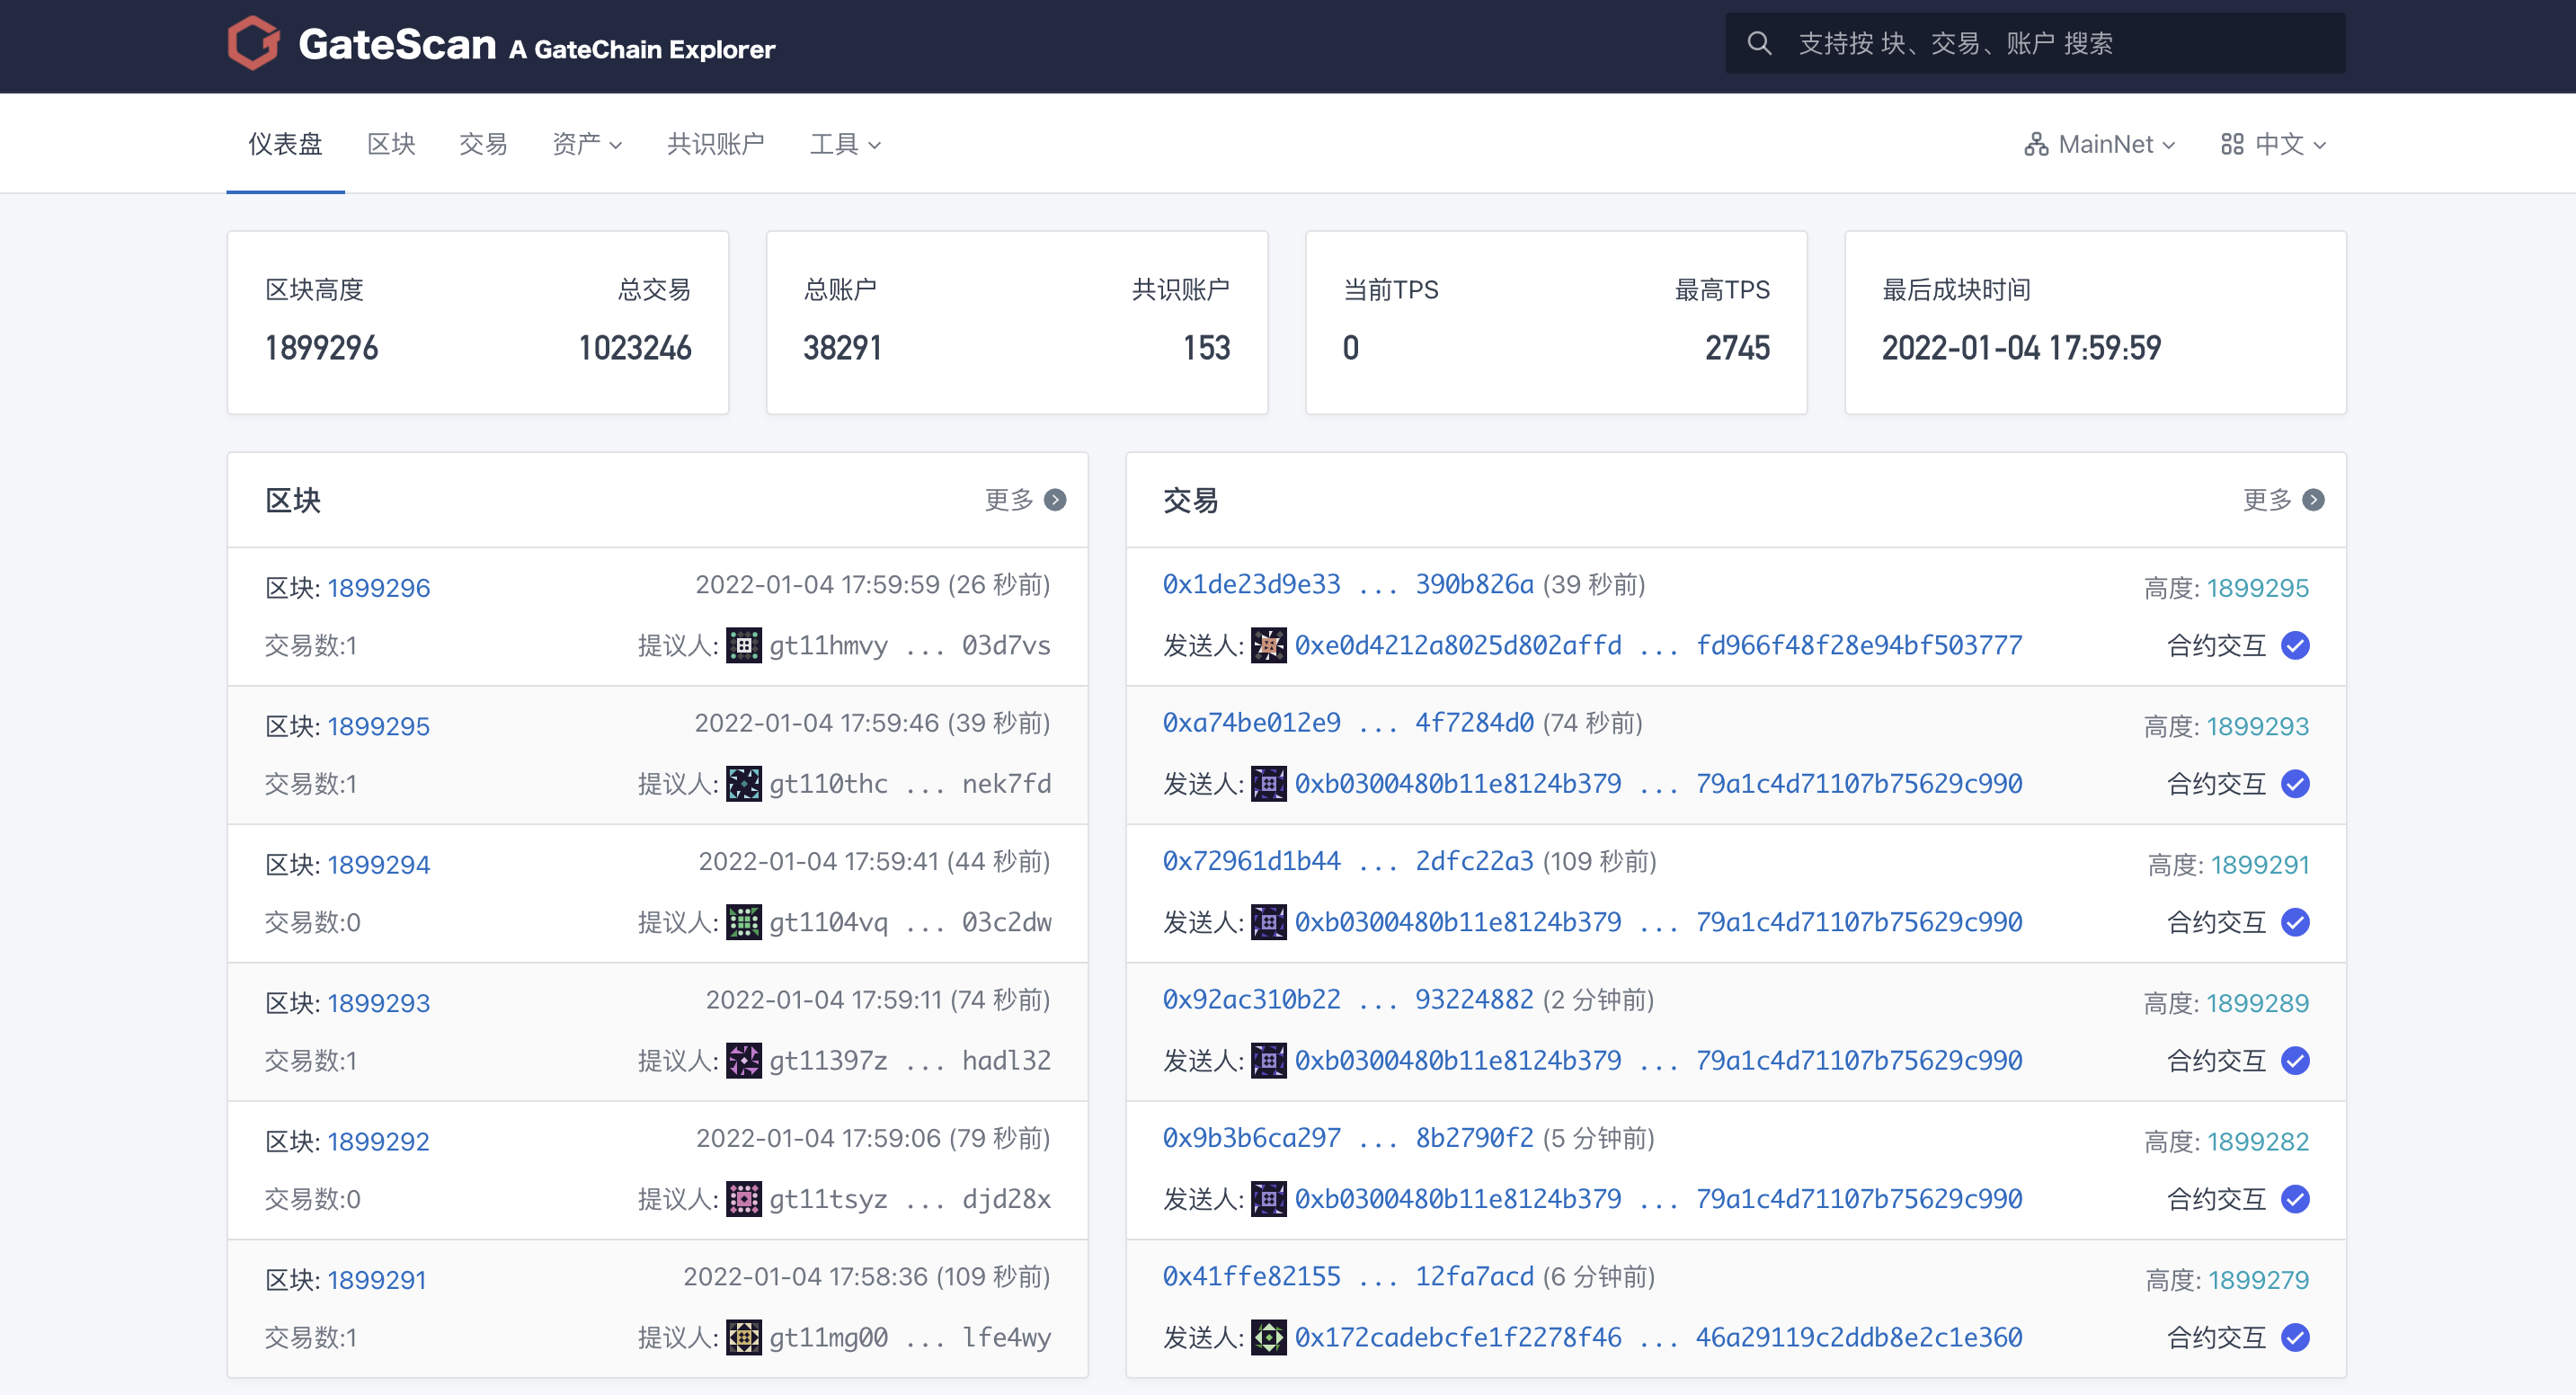 GateScan A GateChain Explorer
支持按 块、交易、账户 搜索
仪表盘 区块 交易 资产 共识账户 工具 MainNet 中文
区块高度 总交易
1899296 1023246
总账户 共识账户
38291 153
当前TPS 最高TPS
0 2745
最后成块时间
2022-01-04 17:59:59
区块 更多
区块: 1899296 2022-01-04 17:59:59 (26 秒前)
交易数:1 提议人: gt11hmvy ... 03d7vs
区块: 1899295 2022-01-04 17:59:46 (39 秒前)
交易数:1 提议人: gt110thc ... nek7fd
区块: 1899294 2022-01-04 17:59:41 (44 秒前)
交易数:0 提议人: gt1104vq ... 03c2dw
区块: 1899293 2022-01-04 17:59:11 (74 秒前)
交易数:1 提议人: gt11397z ... hadl32
区块: 1899292 2022-01-04 17:59:06 (79 秒前)
交易数:0 提议人: gt11tsyz ... djd28x
区块: 1899291 2022-01-04 17:58:36 (109 秒前)
交易数:1 提议人: gt11mg00 ... lfe4wy
交易 更多
0x1de23d9e33 ... 390b826a (39 秒前) 高度: 1899295
发送人: 0xe0d4212a8025d802affd ... fd966f48f28e94bf503777 合约交互
0xa74be012e9 ... 4f7284d0 (74 秒前) 高度: 1899293
发送人: 0xb0300480b11e8124b379 ... 79a1c4d71107b75629c990 合约交互
0x72961d1b44 ... 2dfc22a3 (109 秒前) 高度: 1899291
发送人: 0xb0300480b11e8124b379 ... 79a1c4d71107b75629c990 合约交互
0x92ac310b22 ... 93224882 (2 分钟前) 高度: 1899289
发送人: 0xb0300480b11e8124b379 ... 79a1c4d71107b75629c990 合约交互
0x9b3b6ca297 ... 8b2790f2 (5 分钟前) 高度: 1899282
发送人: 0xb0300480b11e8124b379 ... 79a1c4d71107b75629c990 合约交互
0x41ffe82155 ... 12fa7acd (6 分钟前) 高度: 1899279
发送人: 0x172cadebcfe1f2278f46 ... 46a29119c2ddb8e2c1e360 合约交互